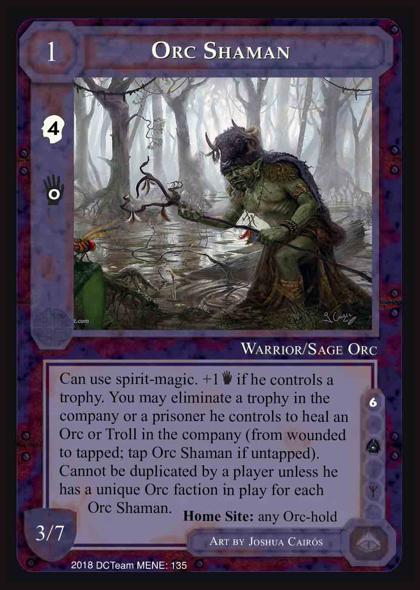 1
ORC SHAMAN
4
0
.com
WARRIOR/SAGE ORC
Can use spirit-magic. +1 if he controls a
trophy. You may eliminate a trophy in the
company or a prisoner he controls to heal an
Orc or Troll in the company (from wounded
to tapped; tap Orc Shaman if untapped).
Cannot be duplicated by a player unless he
has a unique Orc faction in play for each
Orc Shaman.
Home Site: any Orc-hold
6
3/7
ART BY JOSHUA CAIRÓS
2018 DCTeam MENE: 135